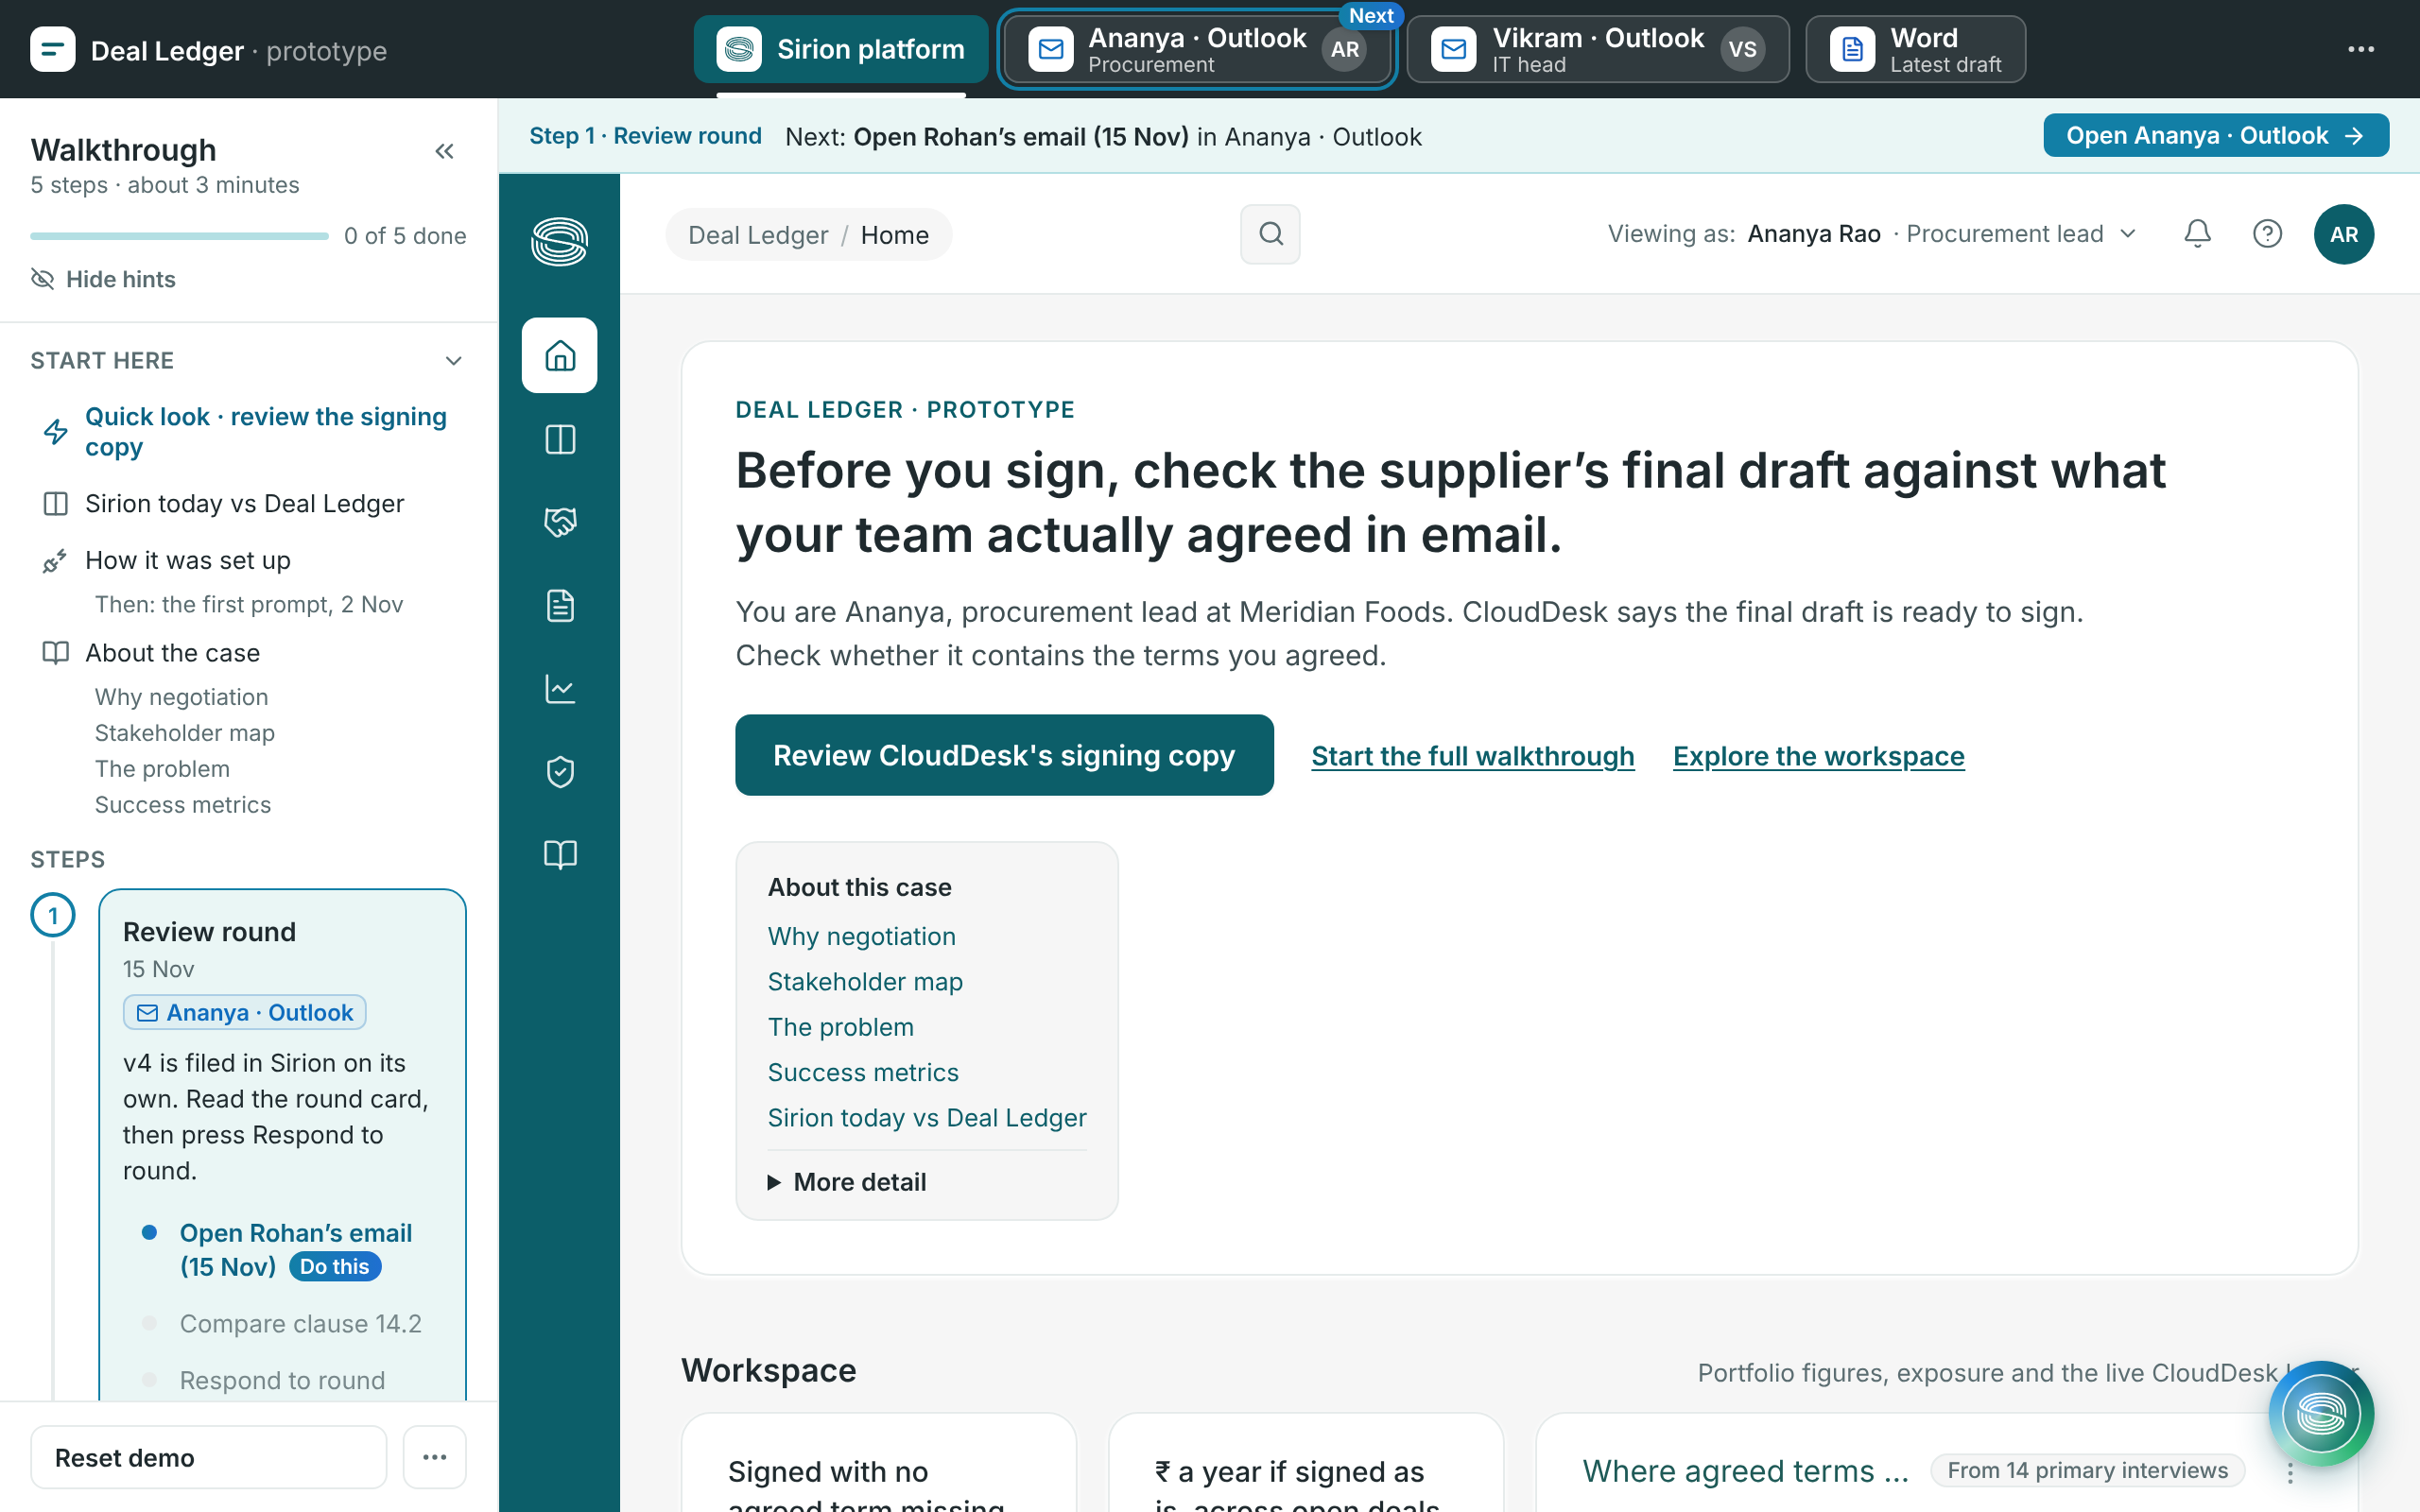 Deal Ledger · prototype
Sirion platform
Ananya · Outlook
Procurement
AR
Next
Vikram · Outlook
IT head
VS
Word
Latest draft
Walkthrough
5 steps · about 3 minutes
0 of 5 done
Hide hints
START HERE
Quick look · review the signing
copy
Sirion today vs Deal Ledger
How it was set up
Then: the first prompt, 2 Nov
About the case
Why negotiation
Stakeholder map
The problem
Success metrics
STEPS
1
Review round
15 Nov
Ananya · Outlook
v4 is filed in Sirion on its
own. Read the round card,
then press Respond to
round.
Open Rohan’s email
(15 Nov) Do this
Compare clause 14.2
Respond to round
Reset demo
Step 1 · Review round Next: Open Rohan’s email (15 Nov) in Ananya · Outlook
Open Ananya · Outlook →
Deal Ledger / Home
Viewing as: Ananya Rao · Procurement lead
AR
DEAL LEDGER · PROTOTYPE
Before you sign, check the supplier’s final draft against what
your team actually agreed in email.
You are Ananya, procurement lead at Meridian Foods. CloudDesk says the final draft is ready to sign.
Check whether it contains the terms you agreed.
Review CloudDesk's signing copy
Start the full walkthrough
Explore the workspace
About this case
Why negotiation
Stakeholder map
The problem
Success metrics
Sirion today vs Deal Ledger
More detail
Workspace
Portfolio figures, exposure and the live CloudDesk
Signed with no
agreed term missing
₹ a year if signed as
is, across open deals
Where agreed terms ...
From 14 primary interviews